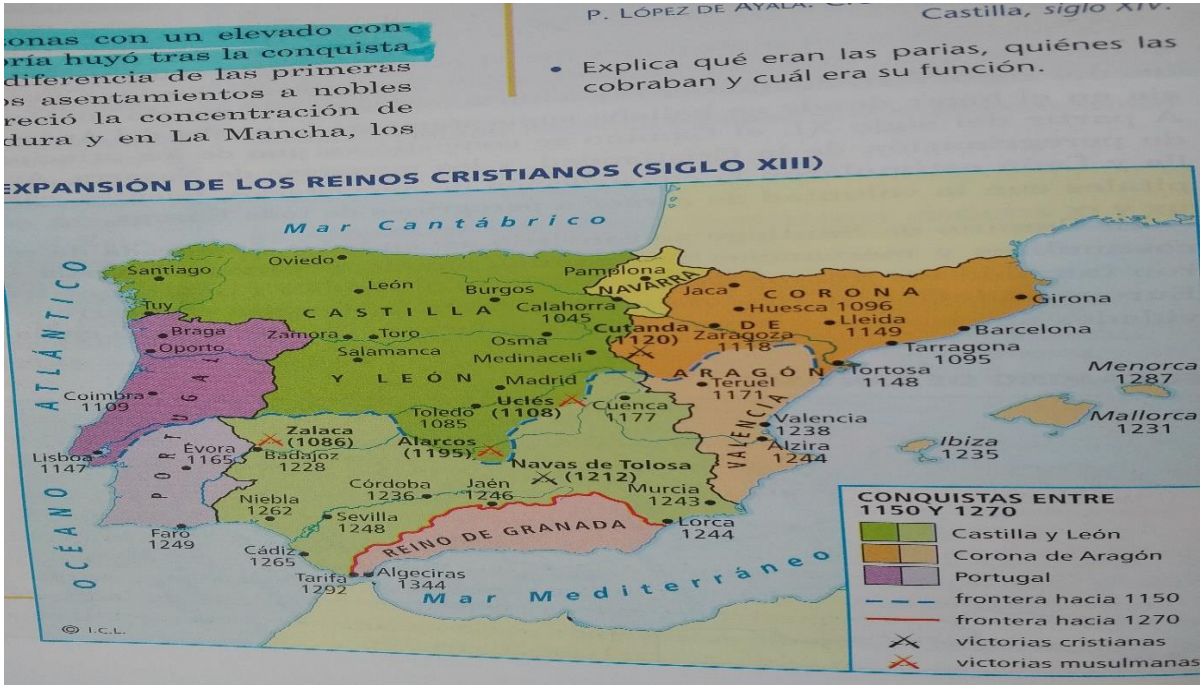 onas con un elevado con-
oría huyó tras la conquista
diferencia de las primeras
os asentamientos a nobles
reció la concentración de
dura y en La Mancha, los
P. LÓPEZ DE AYALA.
Castilla, siglo XIV.
• Explica qué eran las parias, quiénes las
cobraban y cuál era su función.
EXPANSIÓN DE LOS REINOS CRISTIANOS (SIGLO XIII)
Mar Cantábrico
OCÉANO ATLÁNTICO
Santiago
Oviedo
León
Burgos
Pamplona
NAVARRA
Jaca
CORONA
Girona
Tuy
CASTILLA
Calahorra
1045
Huesca 1096
Lleida
1149
Braga
Oporto
Zamora
Toro
Osma
Cutanda
(1120)
DE
Zaragoza
1118
Barcelona
Salamanca
Medinaceli
Tarragona
1095
Y LEÓN
Madrid
ARAGÓN
Tortosa
1148
Menorca
1287
Coimbra
1109
PORTUGAL
Toledo
1085
Uclés
(1108)
Cuenca
1177
Teruel
1171
VALENCIA
Valencia
1238
Mallorca
1231
Zalaca
(1086)
Alarcos
(1195)
Alzira
1244
Ibiza
1235
Lisboa
1147
Évora
1165
Badajoz
1228
Navas de Tolosa
(1212)
Niebla
1262
Córdoba
1236
Jaén
1246
Murcia
1243
Sevilla
1248
REINO DE GRANADA
Lorca
1244
Faro
1249
Cádiz
1265
Tarifa
1292
Algeciras
1344
Mar Mediterráneo
© I.C.L.
CONQUISTAS ENTRE
1150 Y 1270
Castilla y León
Corona de Aragón
Portugal
frontera hacia 1150
frontera hacia 1270
victorias cristianas
victorias musulmanas